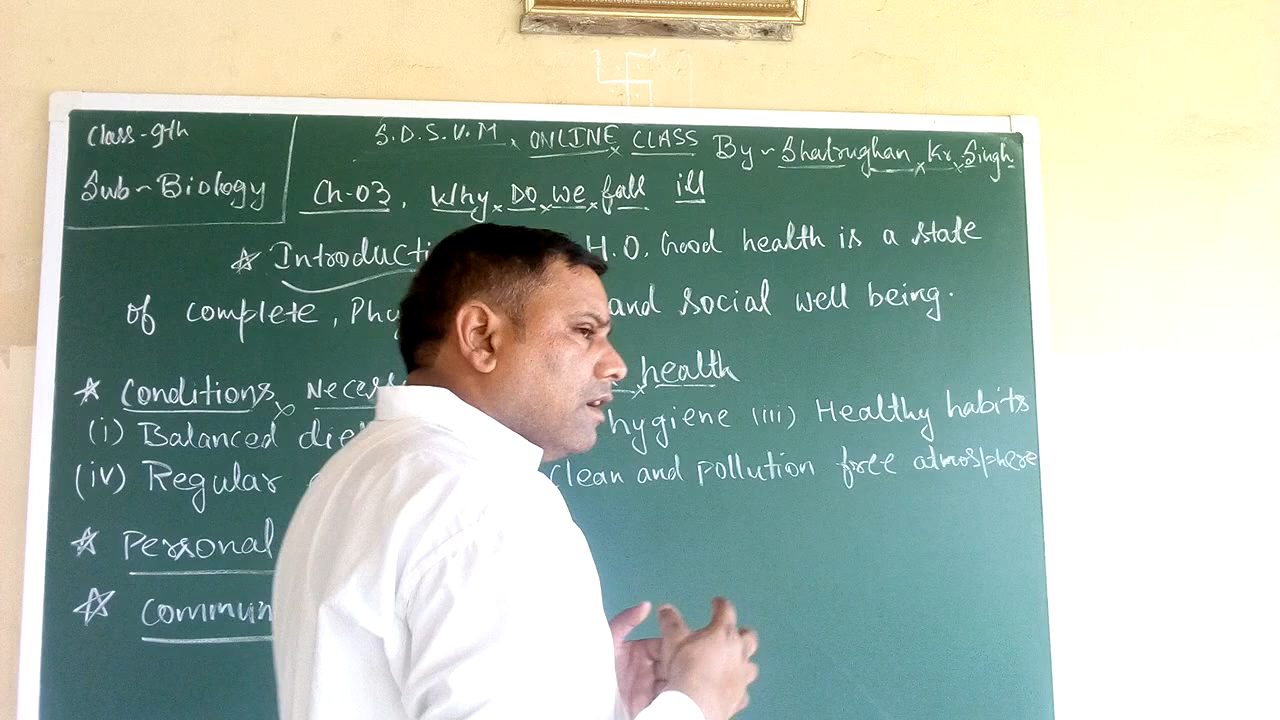 Class-9th
Sub-Biology
S.D.S.V.M, ONLINE CLASS By-Shatrughan Kr. Singh
Ch-03, Why DO we fall ill
Introducti H.O. Good health is a state
of complete, Phy and social well being.
Conditions Necess health
(i) Balanced die hygiene (iii) Healthy habits
(iv) Regular Clean and pollution free atmosphere
Personal
Commun